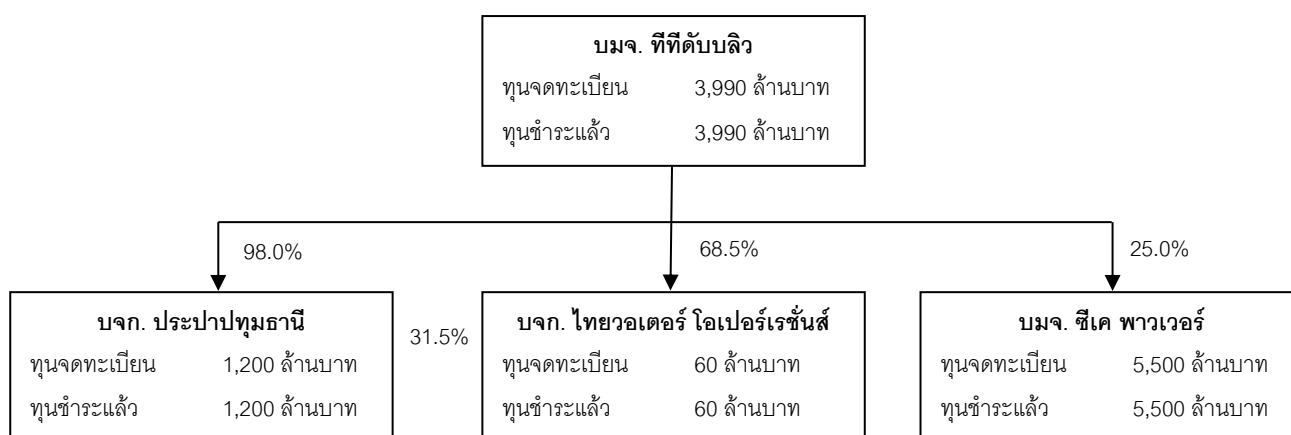 บมจ. ทีทีดับบลิว
ทุนจดทะเบียน 3,990 ล้านบาท
ทุนชำระแล้ว 3,990 ล้านบาท
98.0%
68.5%
25.0%
บจก. ประปาปทุมธานี
ทุนจดทะเบียน 1,200 ล้านบาท
ทุนชำระแล้ว 1,200 ล้านบาท
31.5%
บจก. ไทยวอเตอร์ โอเปอร์เรชั่นส์
ทุนจดทะเบียน 60 ล้านบาท
ทุนชำระแล้ว 60 ล้านบาท
บมจ. ซีเค พาวเวอร์
ทุนจดทะเบียน 5,500 ล้านบาท
ทุนชำระแล้ว 5,500 ล้านบาท